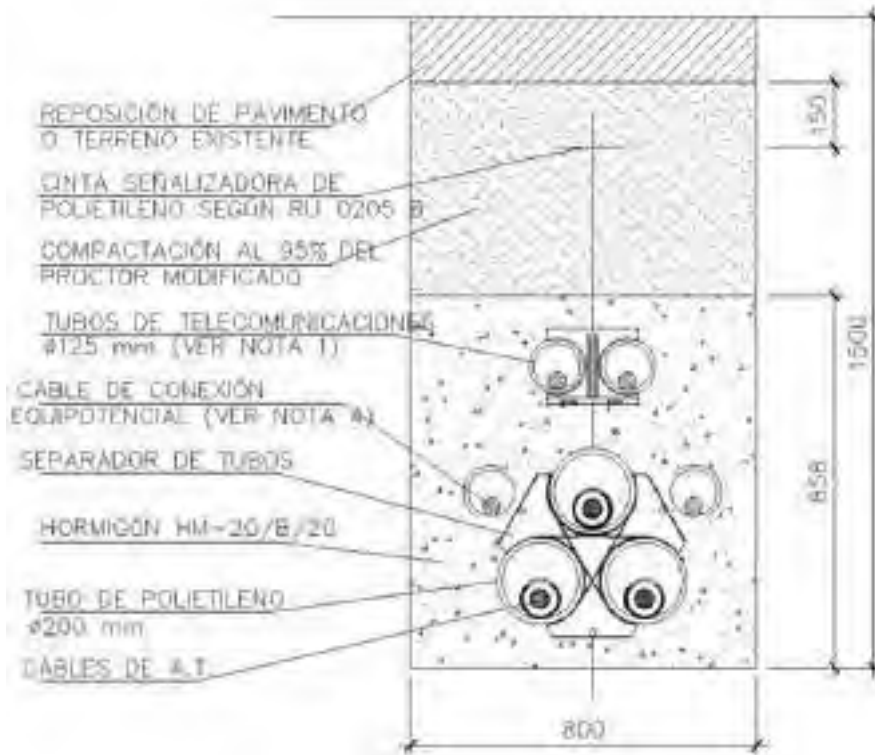 REPOSICIÓN DE PAVIMENTO
O TERRENO EXISTENTE
CINTA SEÑALIZADORA DE
POLIETILENO SEGÚN RU 0205 B
COMPACTACIÓN AL 95% DEL
PROCTOR MODIFICADO
TUBOS DE TELECOMUNICACIONES
ø125 mm (VER NOTA 1)
CABLE DE CONEXIÓN
EQUIPOTENCIAL (VER NOTA 4)
SEPARADOR DE TUBOS
HORMIGÓN HM-20/B/20
TUBO DE POLIETILENO
ø200 mm
CABLES DE A.T
150
1500
858
800